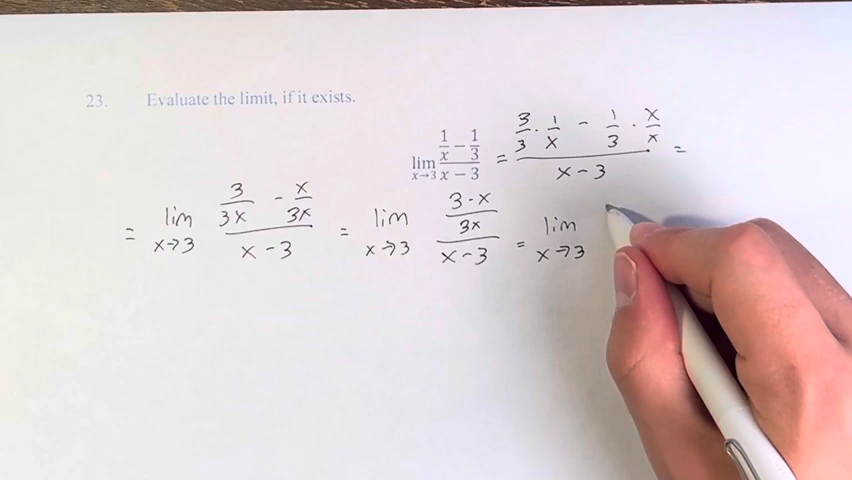 23. Evaluate the limit, if it exists.
lim x→3 (1/x − 1/3)/(x − 3) = (3/3 · 1/x − 1/3 · x/x)/(x − 3) =
= lim x→3 (3/3x − x/3x)/(x − 3) = lim x→3 ((3 - x)/3x)/(x − 3) = lim x→3